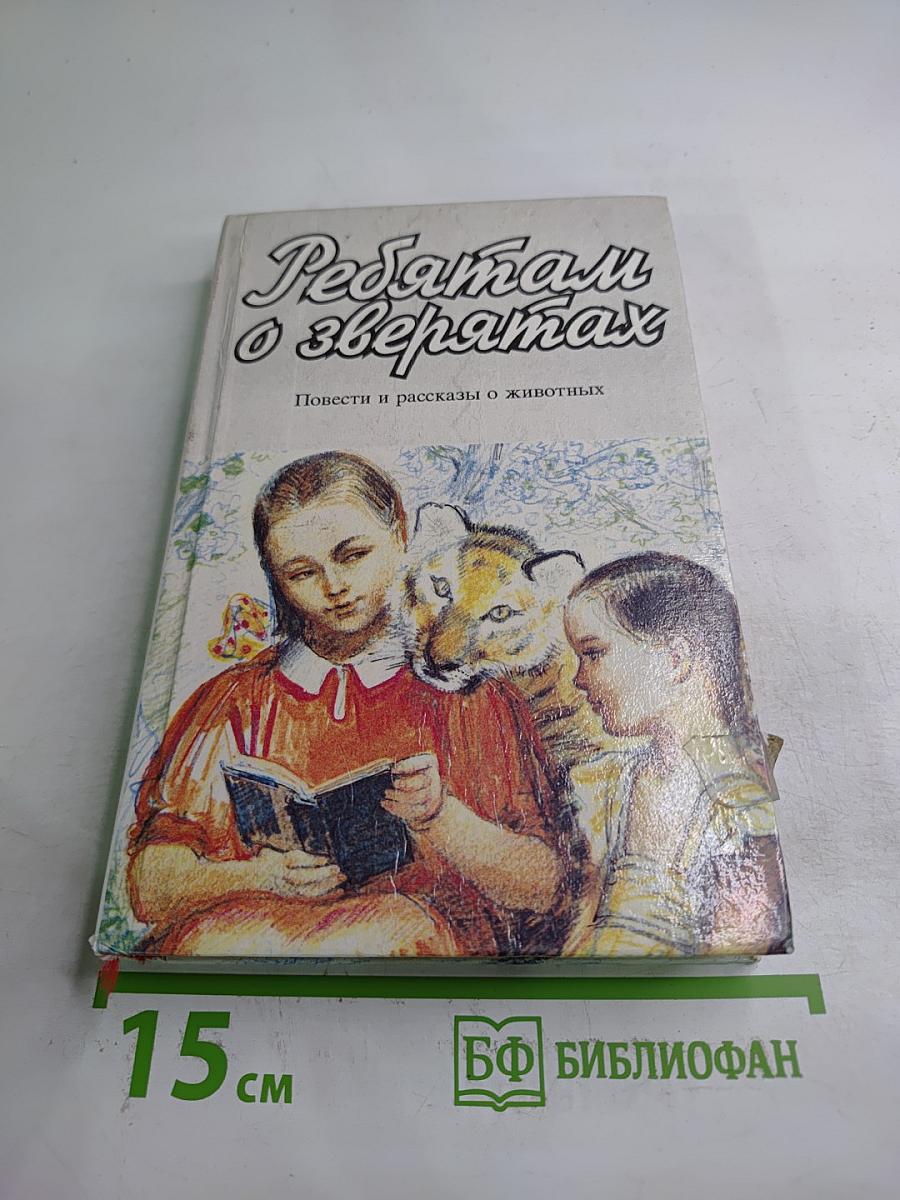 Ребятам
о зверятах
Повести и рассказы о животных
15 см
БФ БИБЛИОФАН